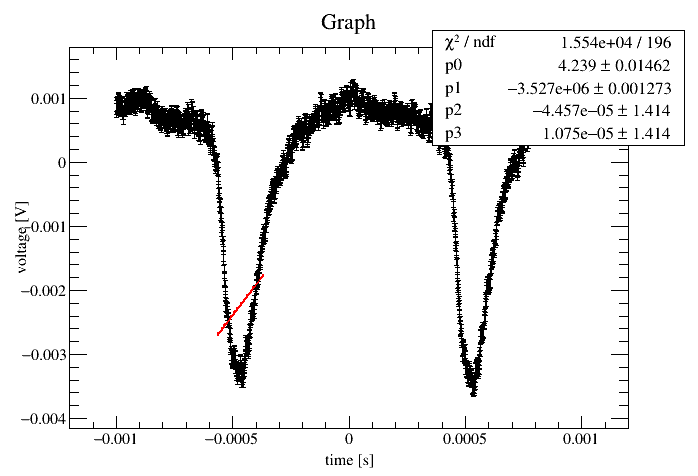 Graph
χ² / ndf 1.554e+04 / 196
p0 4.239 ± 0.01462
p1 −3.527e+06 ± 0.001273
p2 −4.457e−05 ± 1.414
p3 1.075e−05 ± 1.414
0.001
0
−0.001
−0.002
−0.003
−0.004
voltage [V]
−0.001 −0.0005 0 0.0005 0.001
time [s]